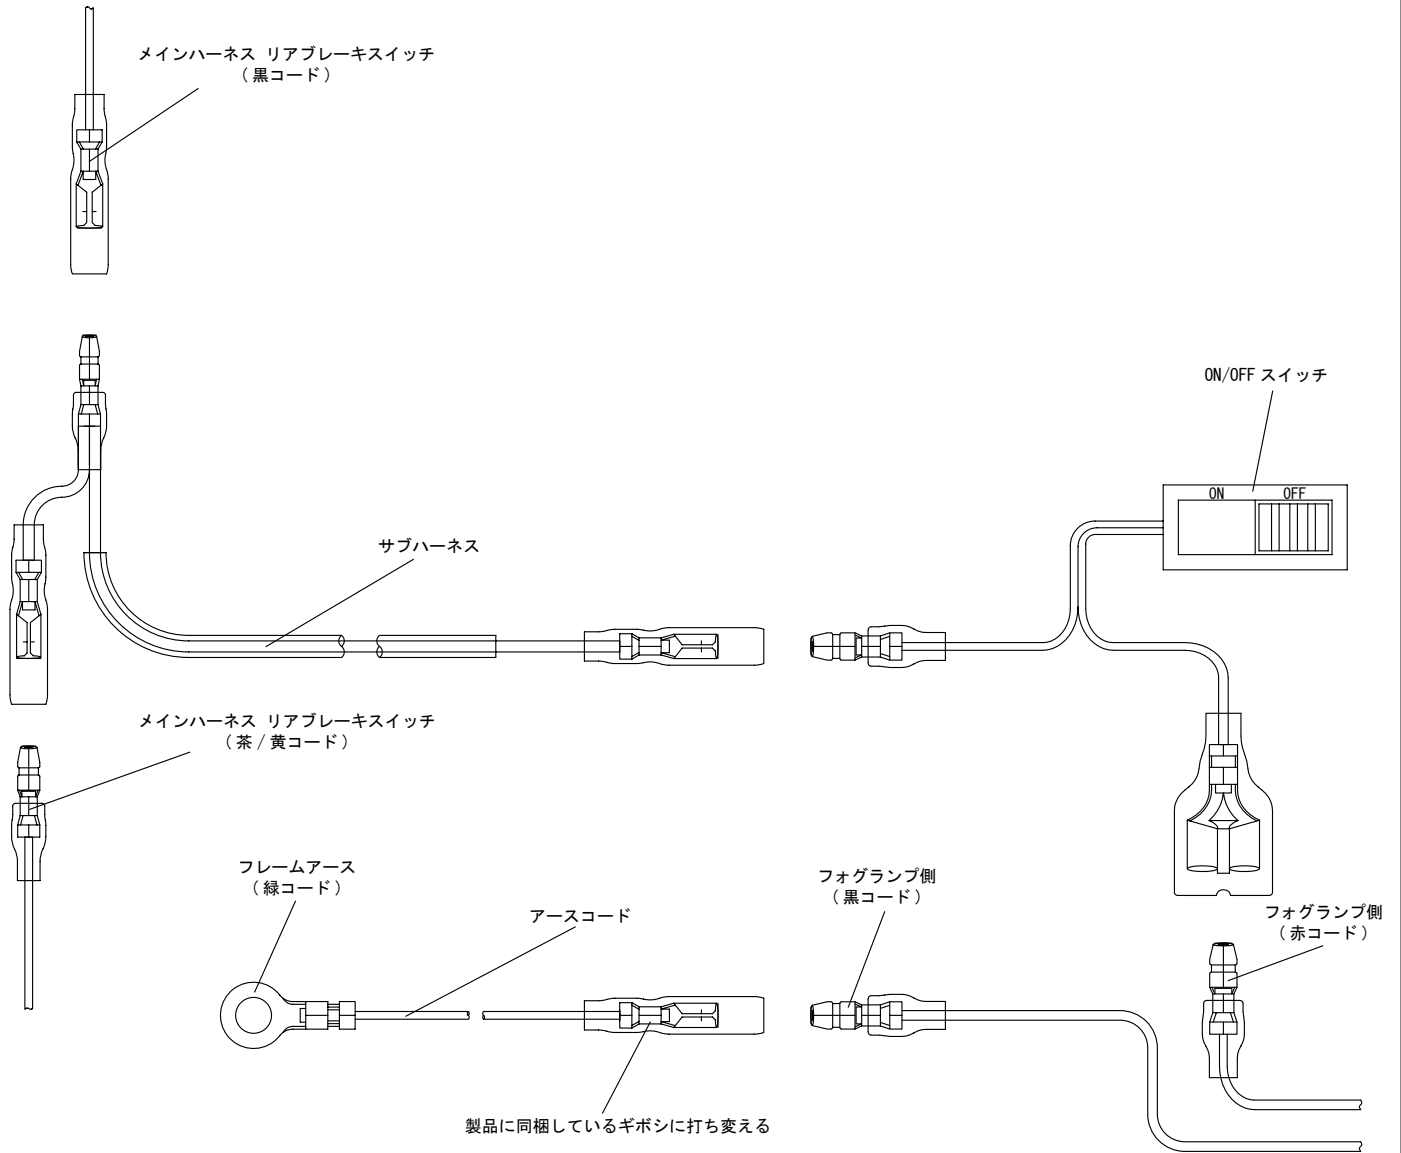 メインハーネス リアブレーキスイッチ
（黒コード）
ON/OFF スイッチ
ON OFF
サブハーネス
メインハーネス リアブレーキスイッチ
（茶 / 黄コード）
フレームアース
（緑コード）
アースコード
フォグランプ側
（黒コード）
フォグランプ側
（赤コード）
製品に同梱しているギボシに打ち変える